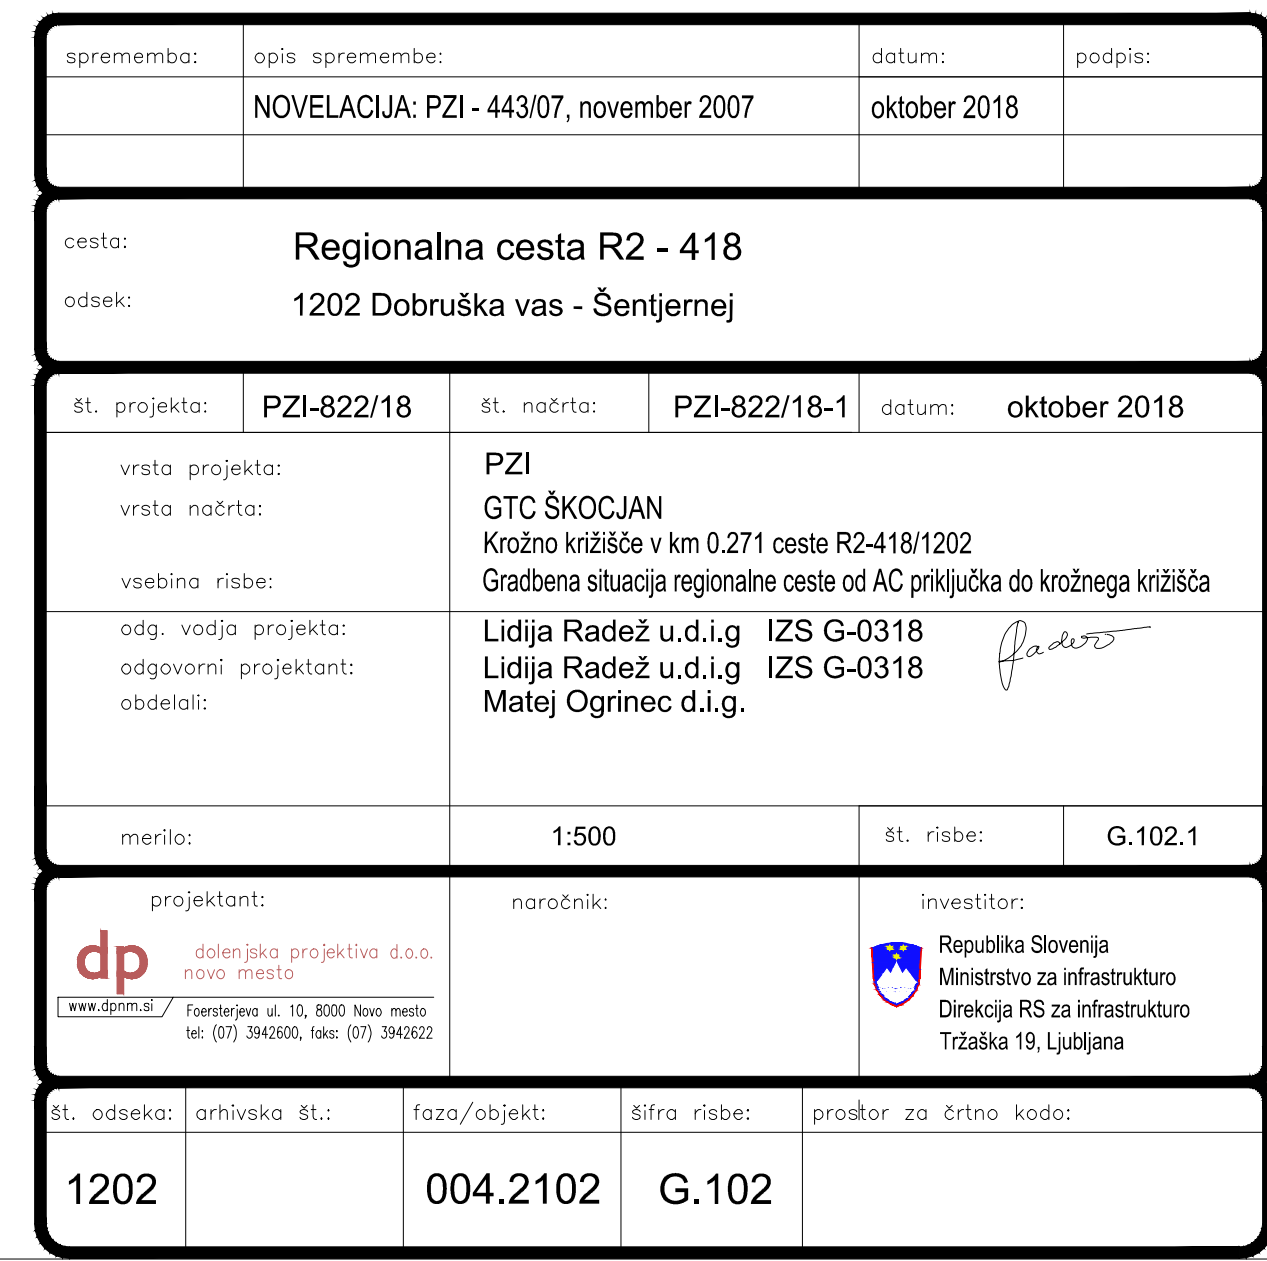 sprememba: opis spremembe: datum: podpis:
NOVELACIJA: PZI - 443/07, november 2007 oktober 2018
cesta: Regionalna cesta R2 - 418
odsek: 1202 Dobruška vas - Šentjernej
št. projekta: PZI-822/18 št. načrta: PZI-822/18-1 datum: oktober 2018
vrsta projekta: PZI
vrsta načrta: GTC ŠKOCJAN
Krožno križišče v km 0.271 ceste R2-418/1202
vsebina risbe: Gradbena situacija regionalne ceste od AC priključka do krožnega križišča
odg. vodja projekta: Lidija Radež u.d.i.g IZS G-0318
odgovorni projektant: Lidija Radež u.d.i.g IZS G-0318
obdelali: Matej Ogrinec d.i.g.
merilo: 1:500 št. risbe: G.102.1
projektant: naročnik: investitor:
dp
dolenjska projektiva d.o.o.
novo mesto
www.dpnm.si
Foersterjeva ul. 10, 8000 Novo mesto
tel: (07) 3942600, faks: (07) 3942622
Republika Slovenija
Ministrstvo za infrastrukturo
Direkcija RS za infrastrukturo
Tržaška 19, Ljubljana
št. odseka: arhivska št.: faza/objekt: šifra risbe: prostor za črtno kodo:
1202 004.2102 G.102